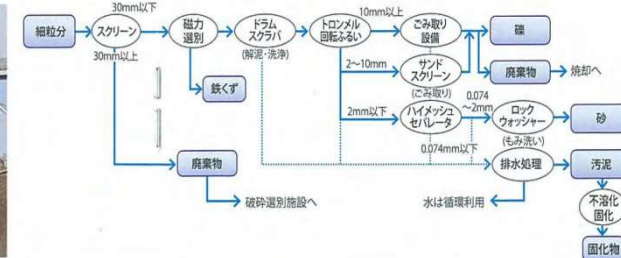 30mm以下
10mm以上
細粒分
スクリーン
磁力
選別
ドラム
スクラバ
(解泥・洗浄)
トロンメル
回転ふるい
ごみ取り
設備
礫
30mm以上
2～10mm
サンド
スクリーン
(ごみ取り)
廃棄物
焼却へ
鉄くず
2mm以下
ハイメッシュ
セパレータ
0.074
～2mm
ロック
ウォッシャー
(もみ洗い)
砂
0.074mm以下
廃棄物
排水処理
汚泥
破砕選別施設へ
水は循環利用
不溶化
固化
固化物